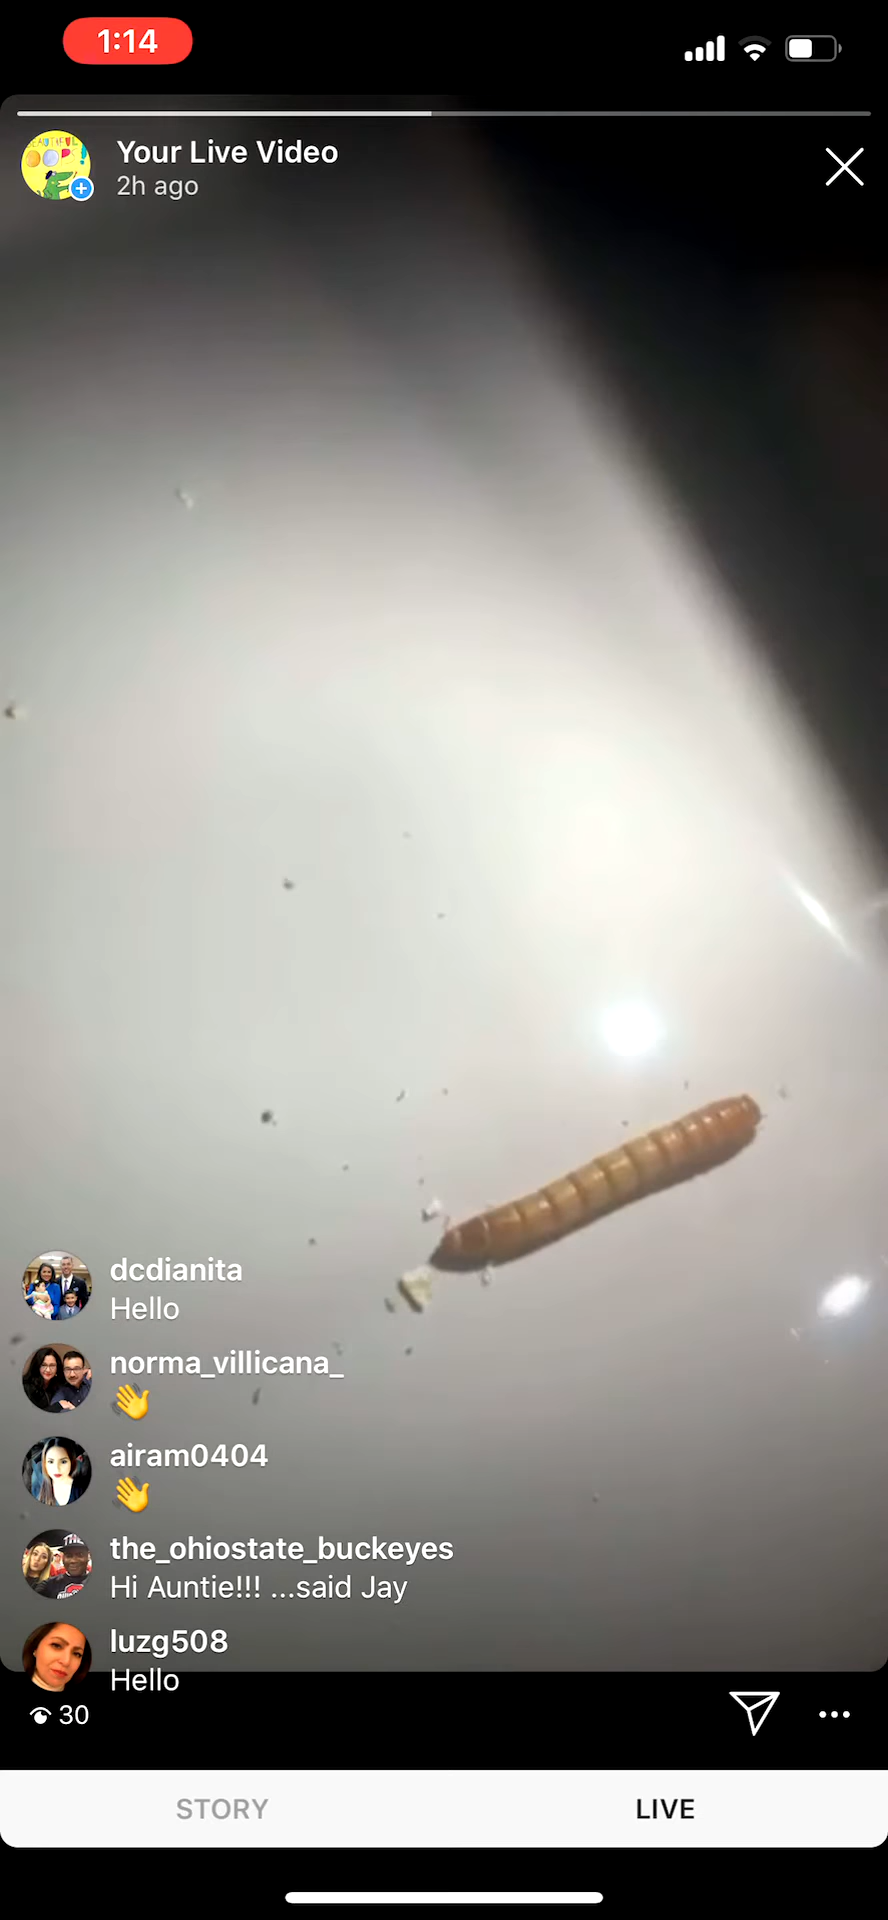 1:14
Your Live Video
2h ago
dcdianita
Hello
norma_villicana_
👋
airam0404
👋
the_ohiostate_buckeyes
Hi Auntie!!! ...said Jay
luzg508
Hello
30
STORY
LIVE